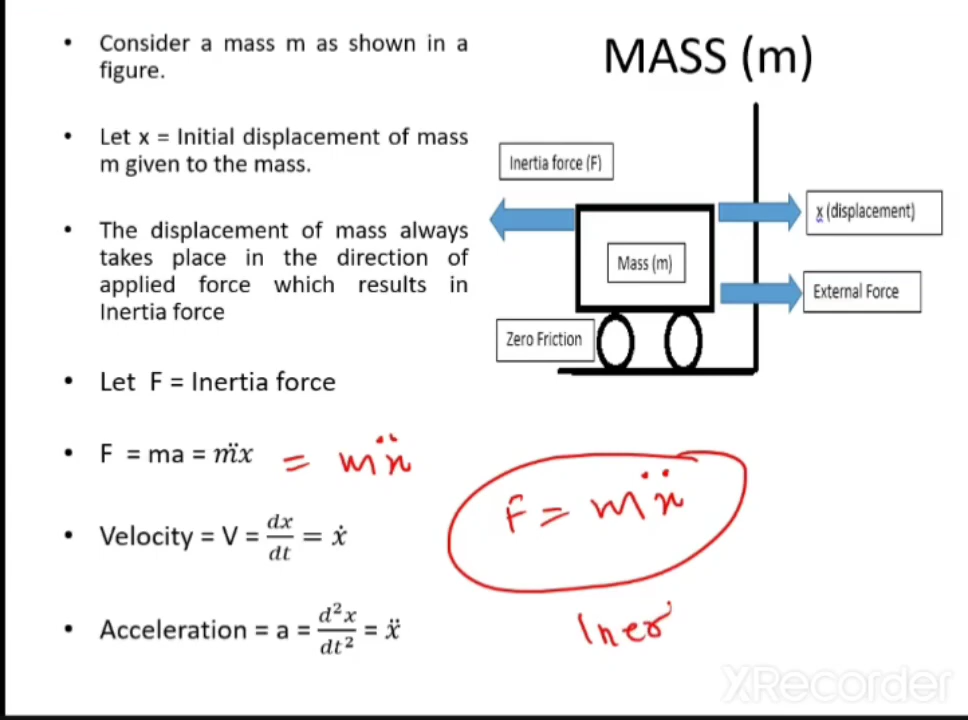 • Consider a mass m as shown in a
figure.
• Let x = Initial displacement of mass
m given to the mass.
• The displacement of mass always
takes place in the direction of
applied force which results in
Inertia force
• Let F = Inertia force
• F = ma = m̈x = mẍ
• Velocity = V = dx/dt = ẋ
• Acceleration = a = d²x/dt² = ẍ
MASS (m)
Inertia force (F)
x (displacement)
Mass (m)
External Force
Zero Friction
F = mẍ
Iner
XRecorder